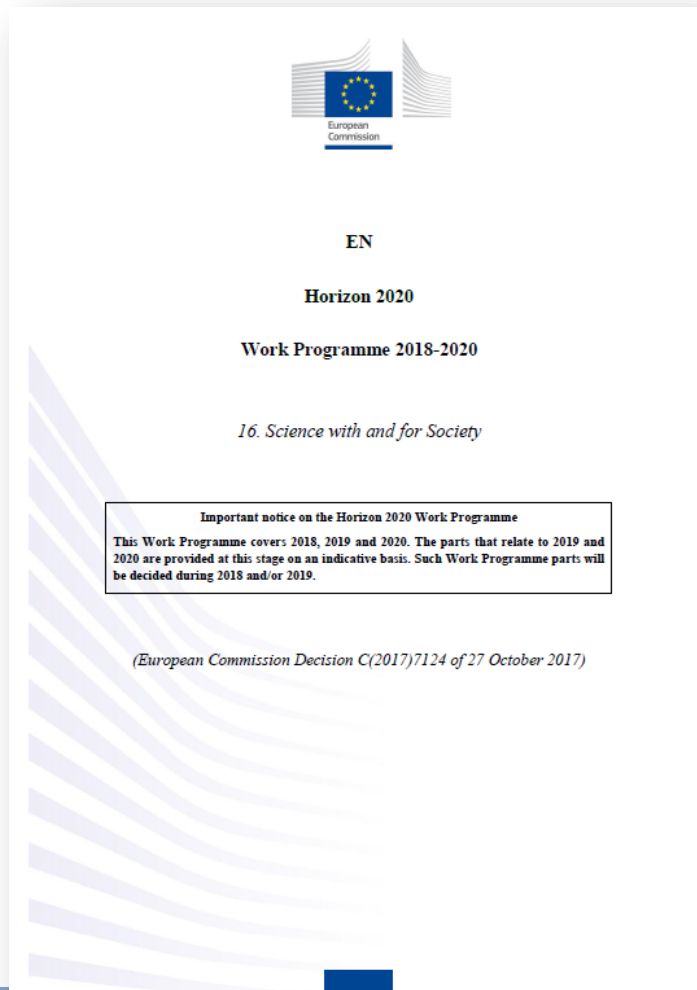 European
Commission
EN
Horizon 2020
Work Programme 2018-2020
16. Science with and for Society
Important notice on the Horizon 2020 Work Programme
This Work Programme covers 2018, 2019 and 2020. The parts that relate to 2019 and
2020 are provided at this stage on an indicative basis. Such Work Programme parts will
be decided during 2018 and/or 2019.
(European Commission Decision C(2017)7124 of 27 October 2017)